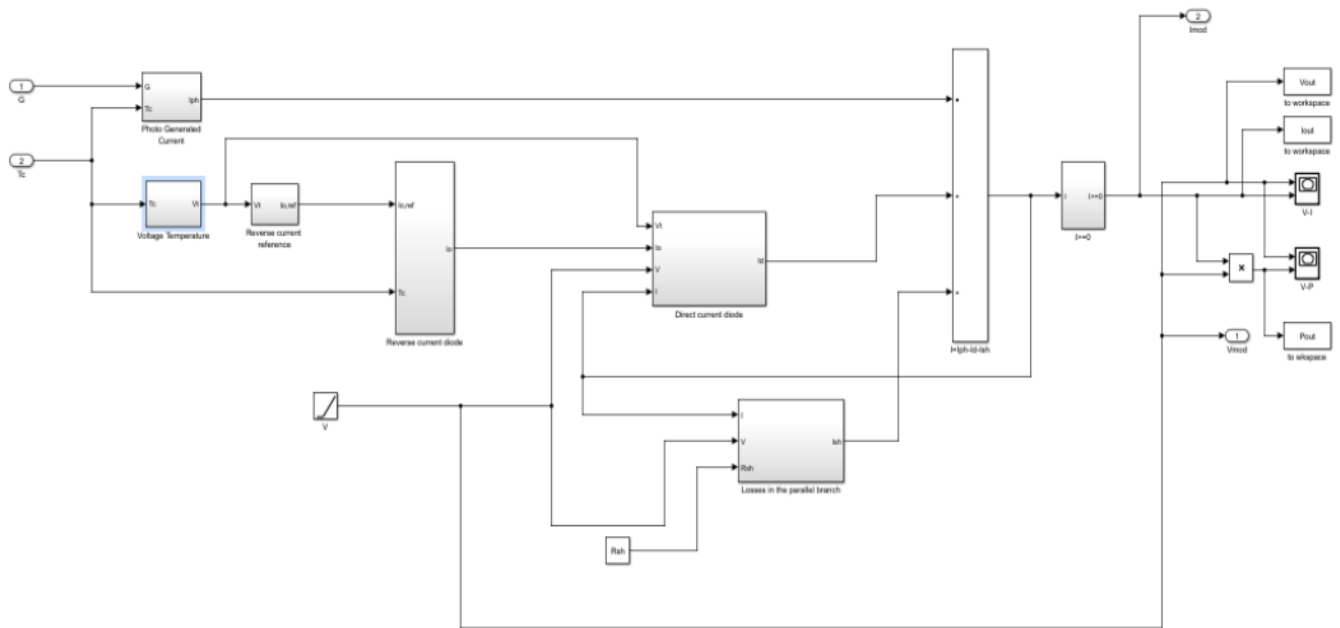 2
Imod
1
G
G
Tc
Iph
Photo Generated
Current
Vout
to workspace
Iout
to workspace
2
Tc
Tc
Vt
Voltage Temperature
Vt
Io,ref
Reverse current
reference
Io,ref
Io
Tc
Reverse current diode
Vt
Io
V
I
Id
Direct current diode
I
I>=0
I>=0
V-I
×
V-P
1
Vmod
Pout
to wkspace
I=Iph-Id-Ish
V
I
V
Rsh
Ish
Losses in the parallel branch
Rsh